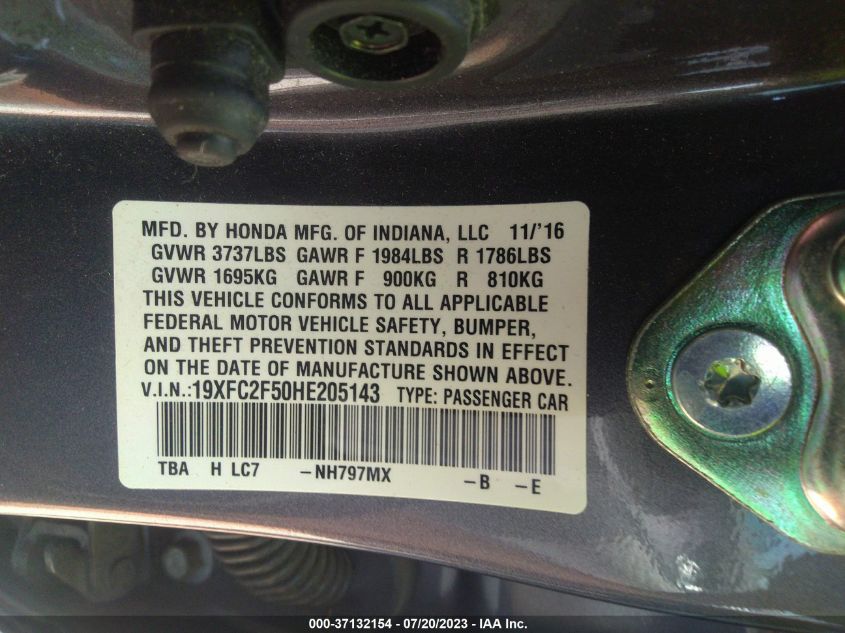 MFD. BY HONDA MFG. OF INDIANA, LLC 11/'16
GVWR 3737LBS GAWR F 1984LBS R 1786LBS
GVWR 1695KG GAWR F 900KG R 810KG
THIS VEHICLE CONFORMS TO ALL APPLICABLE
FEDERAL MOTOR VEHICLE SAFETY, BUMPER,
AND THEFT PREVENTION STANDARDS IN EFFECT
ON THE DATE OF MANUFACTURE SHOWN ABOVE.
V.I.N.:19XFC2F50HE205143 TYPE: PASSENGER CAR
TBA H LC7 -NH797MX -B -E
000-37132154 / 07/20/2023 - © IAA Inc.